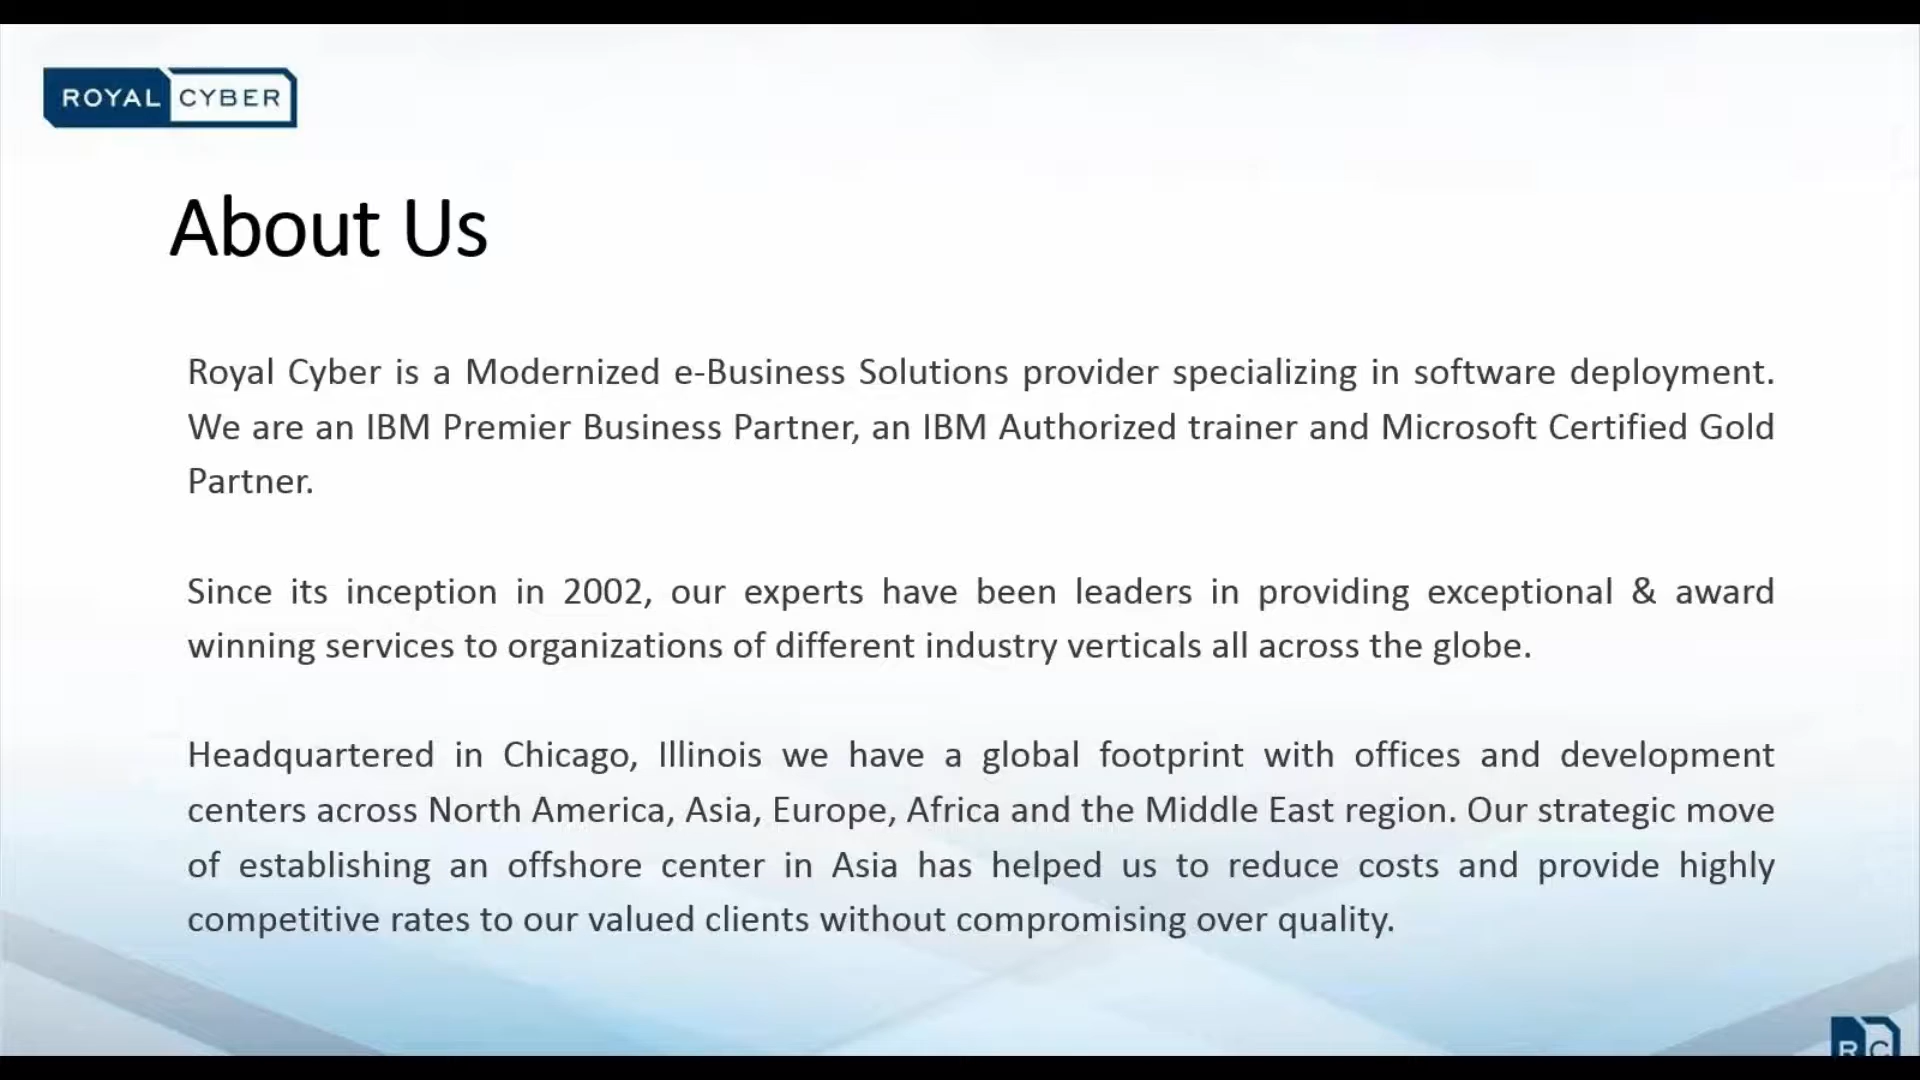 ROYAL CYBER
About Us
Royal Cyber is a Modernized e-Business Solutions provider specializing in software deployment.
We are an IBM Premier Business Partner, an IBM Authorized trainer and Microsoft Certified Gold
Partner.
Since its inception in 2002, our experts have been leaders in providing exceptional & award
winning services to organizations of different industry verticals all across the globe.
Headquartered in Chicago, Illinois we have a global footprint with offices and development
centers across North America, Asia, Europe, Africa and the Middle East region. Our strategic move
of establishing an offshore center in Asia has helped us to reduce costs and provide highly
competitive rates to our valued clients without compromising over quality.
RC